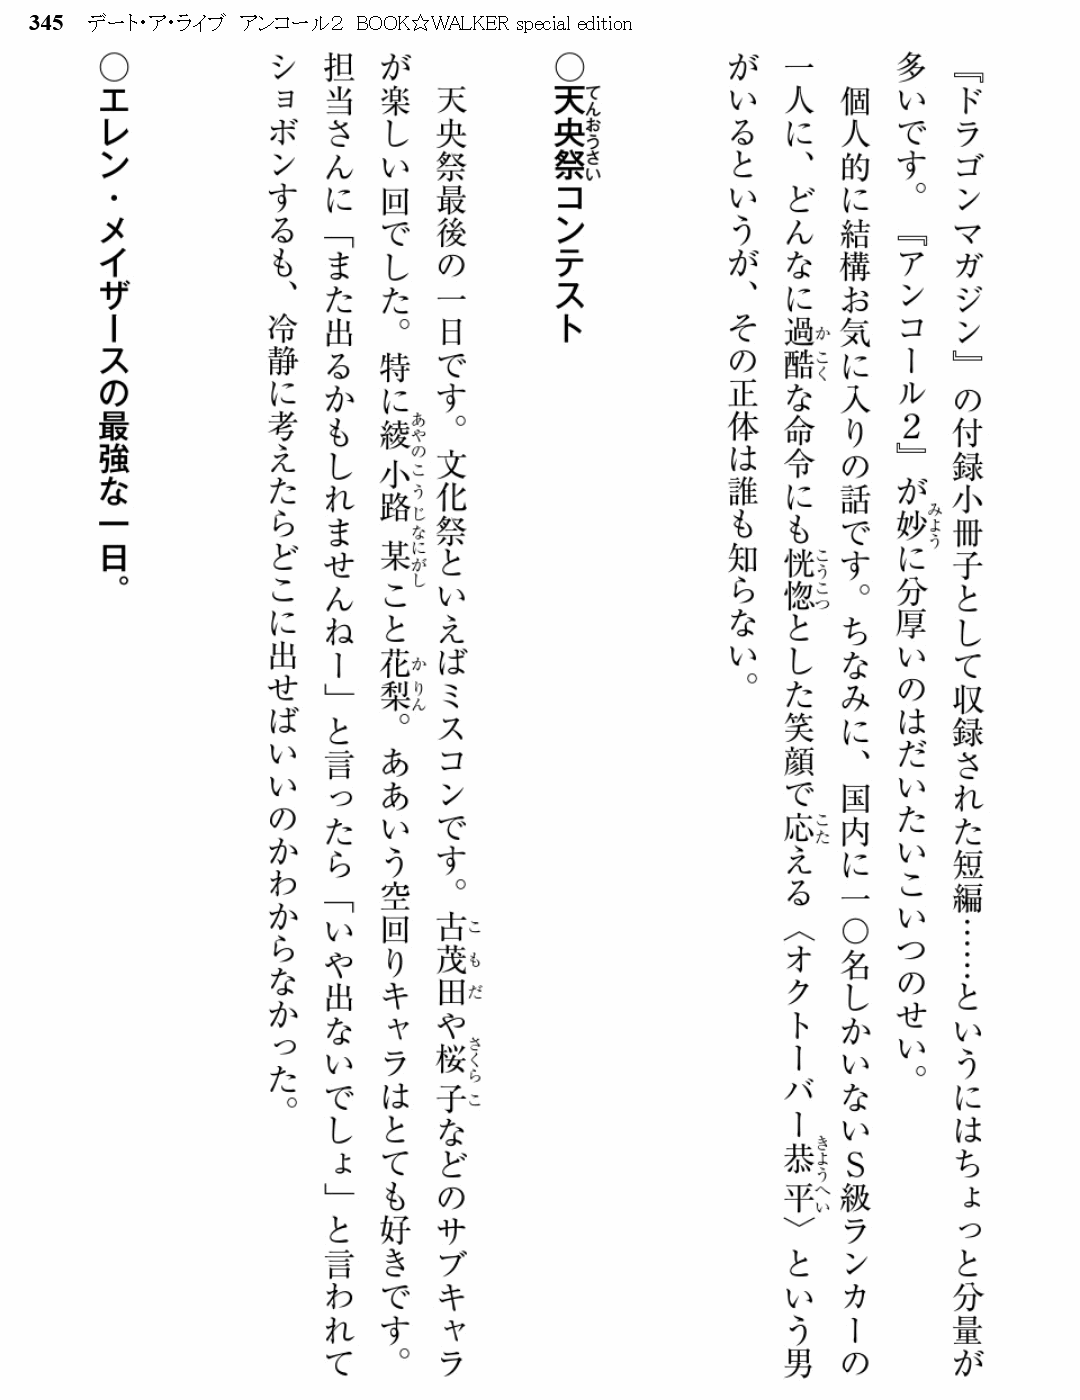 345 デート・ア・ライブ アンコール2 BOOK☆WALKER special edition
『ドラゴンマガジン』の付録小冊子として収録された短編……というにはちょっと分量が
多いです。『アンコール2』が妙に分厚いのはだいたいこいつのせい。
個人的に結構お気に入りの話です。ちなみに、国内に一〇名しかいないS級ランカーの
一人に、どんなに過酷な命令にも恍惚とした笑顔で応える〈オクトーバー恭平〉という男
がいるというが、その正体は誰も知らない。
○天央祭コンテスト
天央祭最後の一日です。文化祭といえばミスコンです。古茂田や桜子などのサブキャラ
が楽しい回でした。特に綾小路某こと花梨。ああいう空回りキャラはとても好きです。
担当さんに「また出るかもしれませんねー」と言ったら「いや出ないでしょ」と言われて
ショボンするも、冷静に考えたらどこに出せばいいのかわからなかった。
○エレン・メイザースの最強な一日。